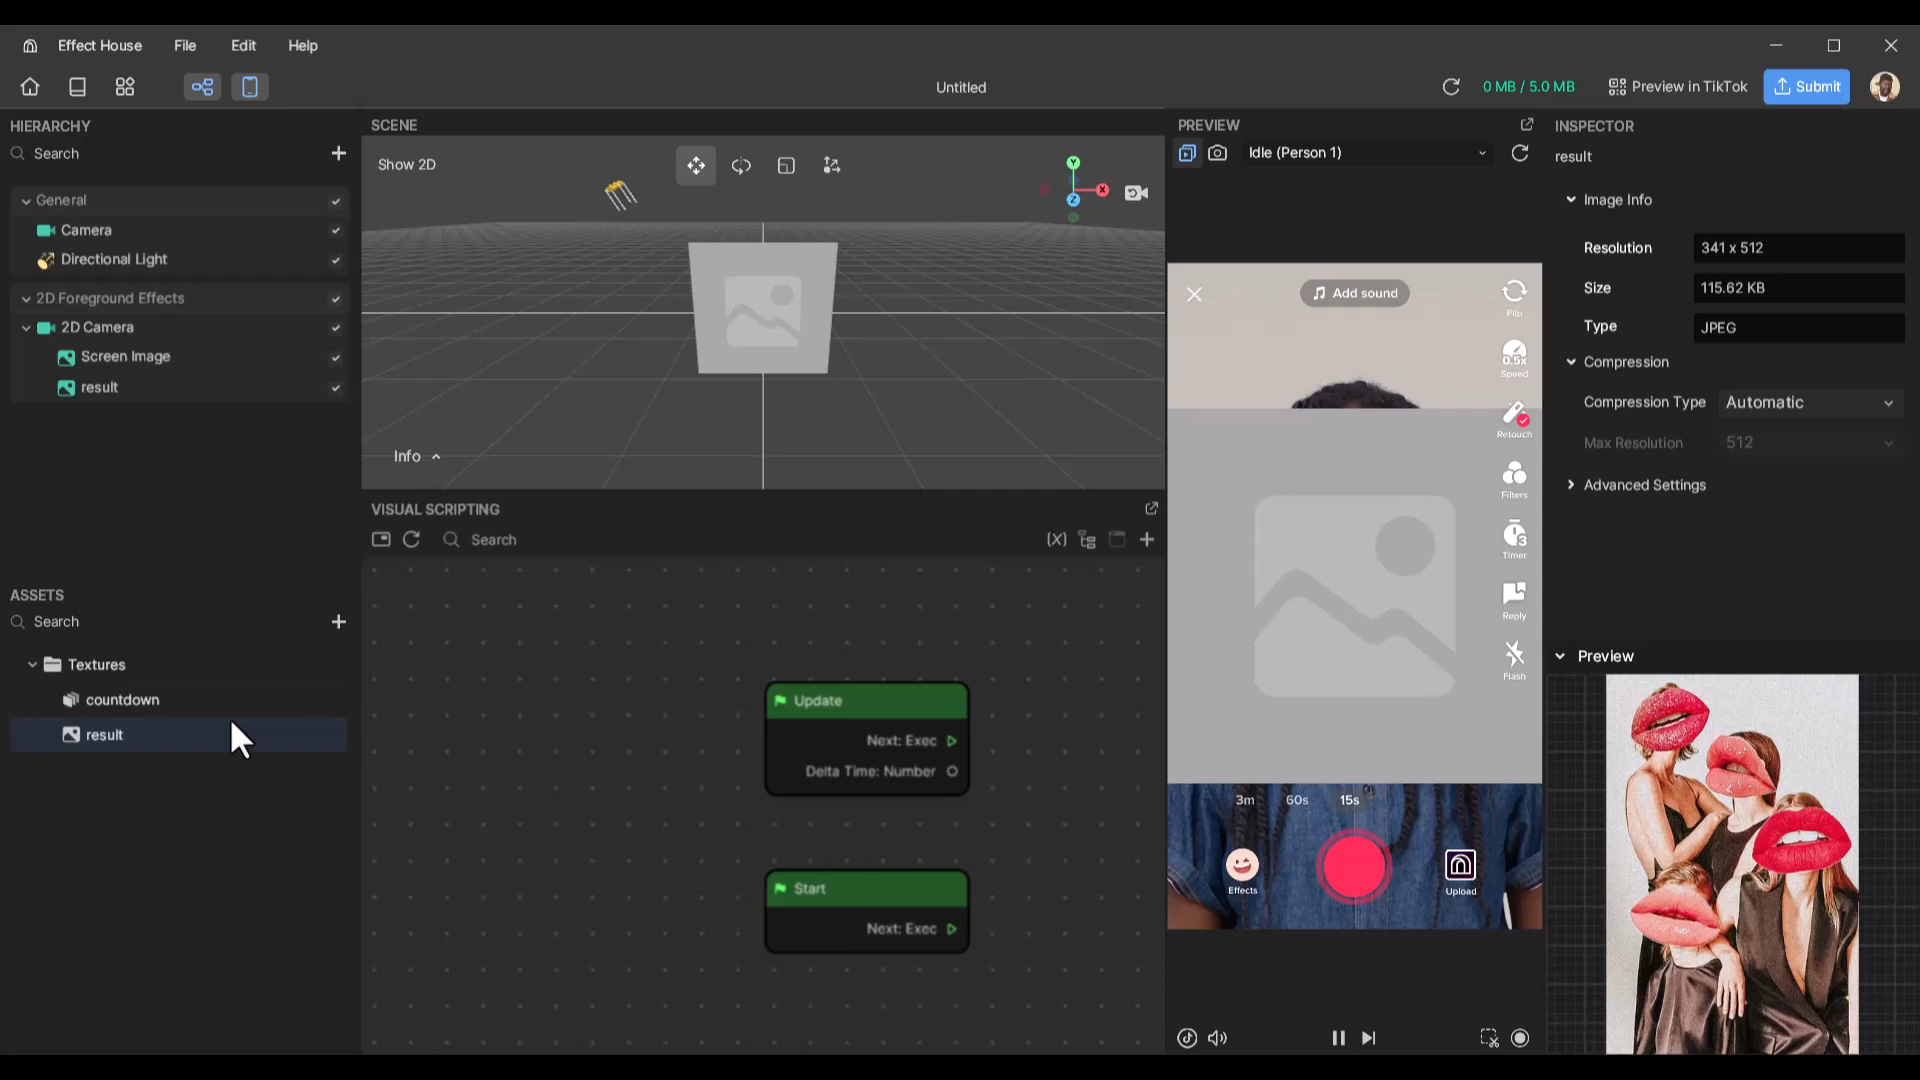 Effect House File Edit Help
Untitled
0 MB / 5.0 MB
Preview in TikTok
Submit
HIERARCHY
Search
General
Camera
Directional Light
2D Foreground Effects
2D Camera
Screen Image
result
ASSETS
Search
Textures
countdown
result
SCENE
Show 2D
Y
X
Z
Info
VISUAL SCRIPTING
Search
(X)
Update
Next: Exec
Delta Time: Number
Start
Next: Exec
PREVIEW
Idle (Person 1)
Add sound
Flip
0.5x
Speed
Retouch
Filters
3
Timer
Reply
Flash
3m 60s 15s
Effects
Upload
INSPECTOR
result
Image Info
Resolution 341 x 512
Size 115.62 KB
Type JPEG
Compression
Compression Type Automatic
Max Resolution 512
Advanced Settings
Preview